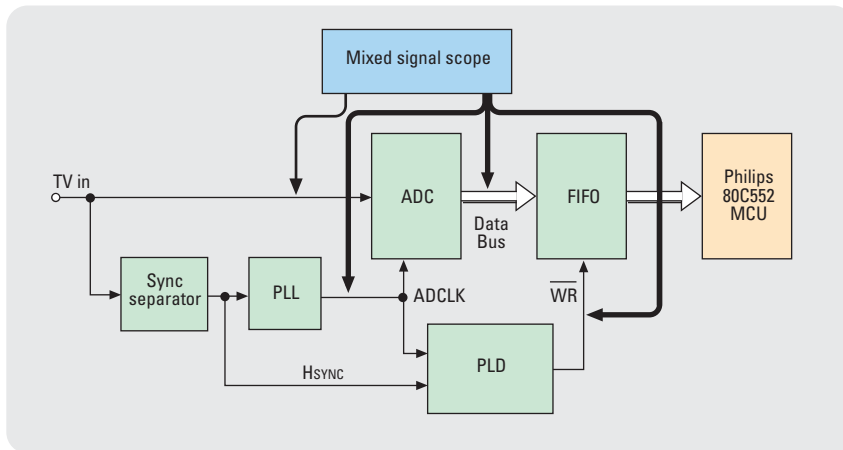 Mixed signal scope
TV in
ADC
Data
Bus
FIFO
Philips
80C552
MCU
Sync
separator
PLL
ADCLK
WR
HSYNC
PLD